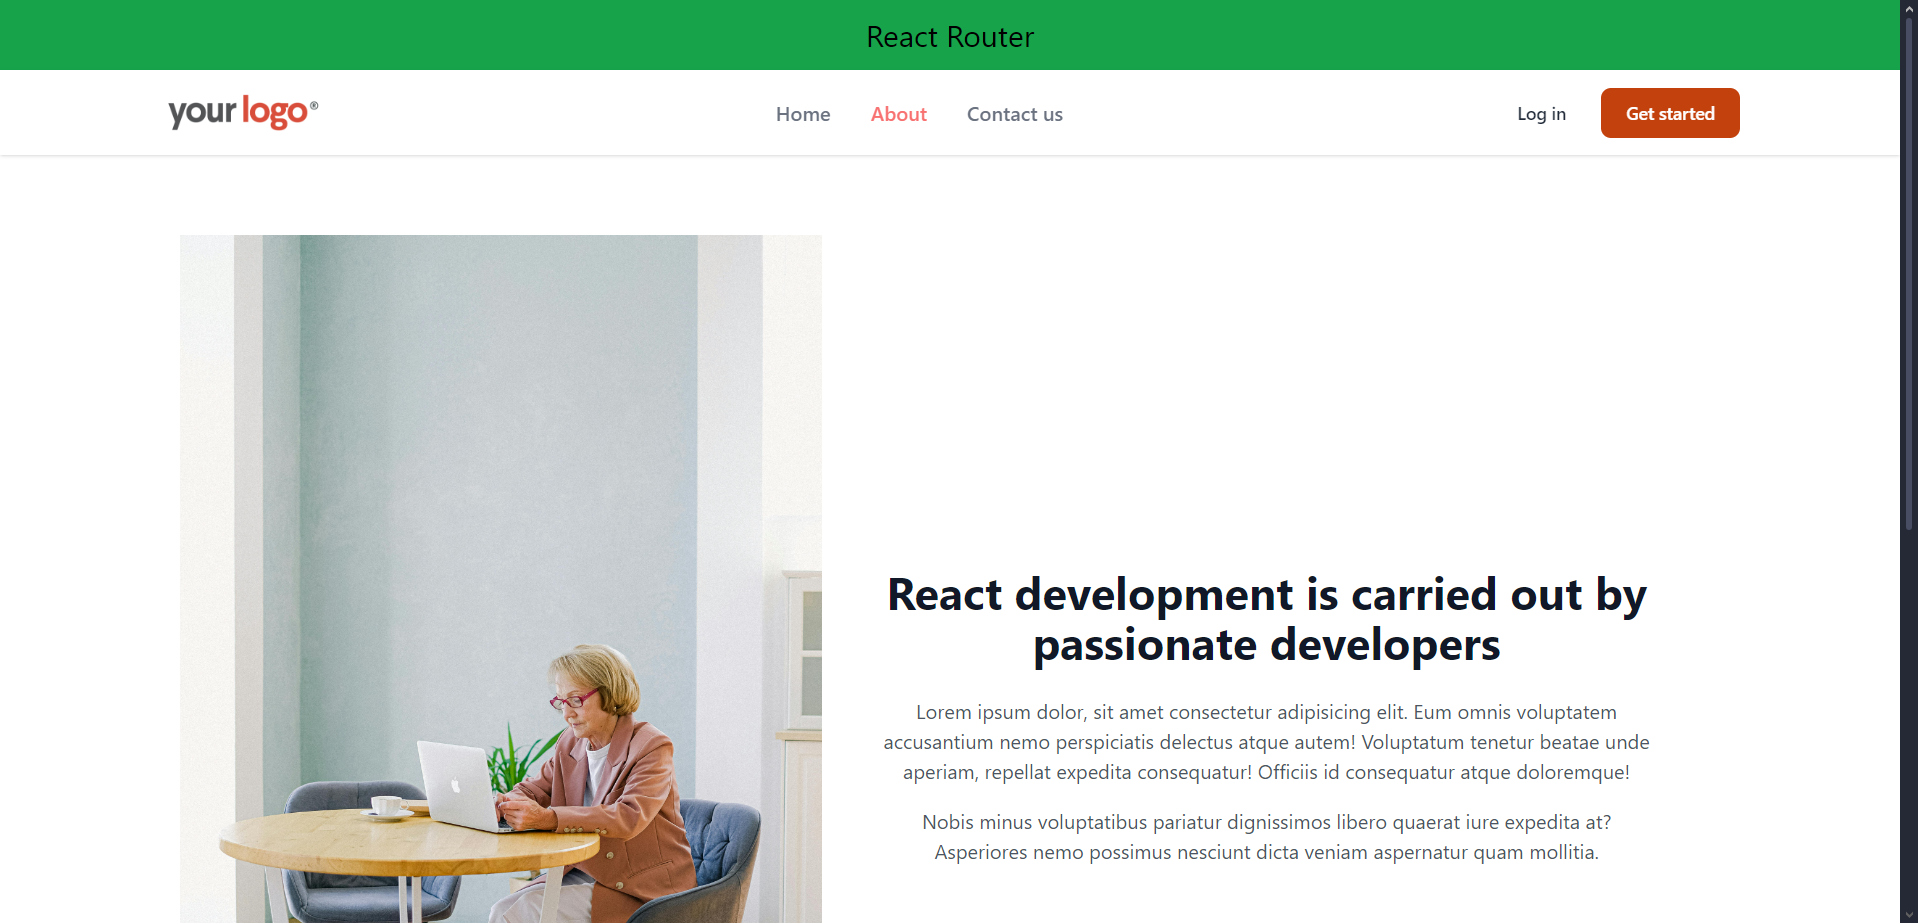 React Router
yourlogo®
Home
About
Contact us
Log in
Get started
React development is carried out by
passionate developers
Lorem ipsum dolor, sit amet consectetur adipisicing elit. Eum omnis voluptatem
accusantium nemo perspiciatis delectus atque autem! Voluptatum tenetur beatae unde
aperiam, repellat expedita consequatur! Officiis id consequatur atque doloremque!
Nobis minus voluptatibus pariatur dignissimos libero quaerat iure expedita at?
Asperiores nemo possimus nesciunt dicta veniam aspernatur quam mollitia.